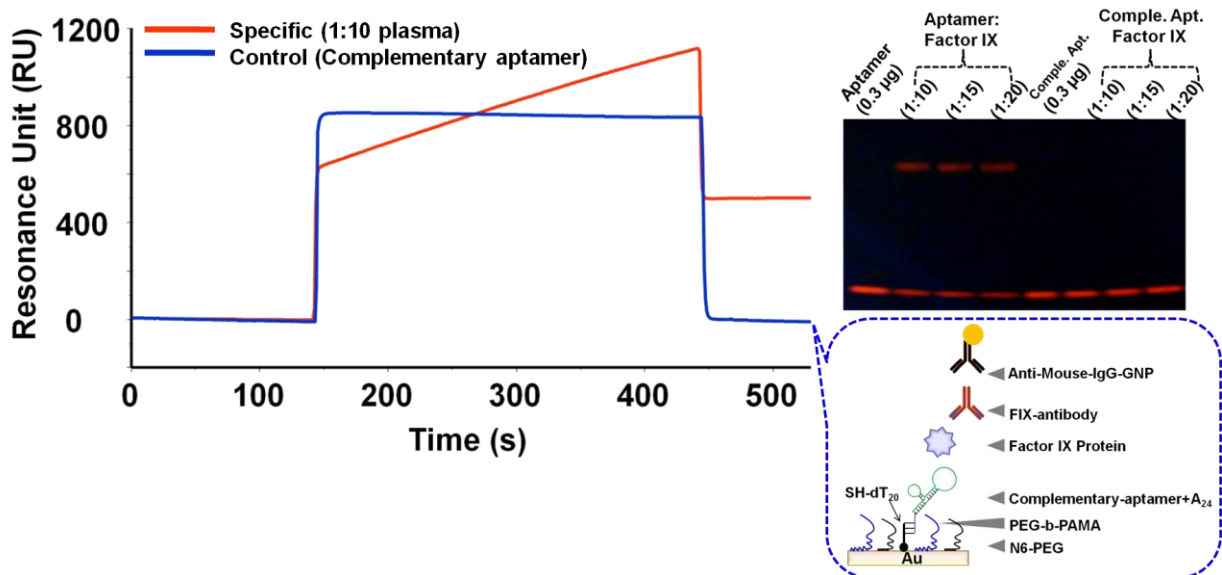 1200
800
400
0
Resonance Unit (RU)
Specific (1:10 plasma)
Control (Complementary aptamer)
0
100
200
300
400
500
Time (s)
Aptamer:
Factor IX
Comple. Apt.
Factor IX
Aptamer
(0.3 µg)
(1:10)
(1:15)
(1:20)
Comple. Apt.
(0.3 µg)
(1:10)
(1:15)
(1:20)
Anti-Mouse-IgG-GNP
FIX-antibody
Factor IX Protein
SH-dT20
Complementary-aptamer+A24
PEG-b-PAMA
N6-PEG
Au